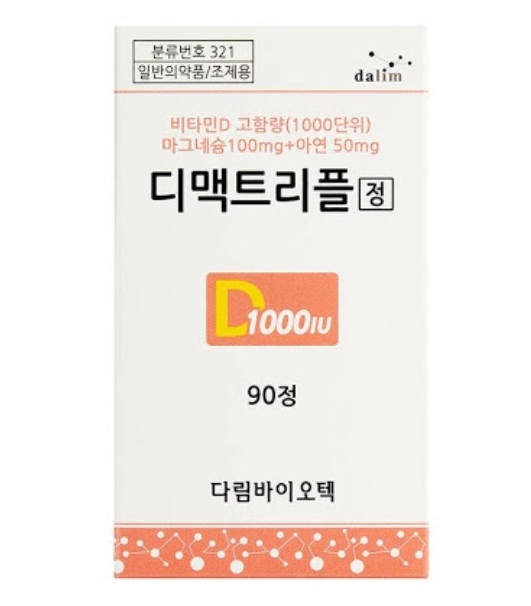 분류번호 321
일반의약품/조제용
dalim
비타민D 고함량(1000단위)
마그네슘100mg+아연 50mg
디맥트리플 정
D1000IU
90정
다림바이오텍